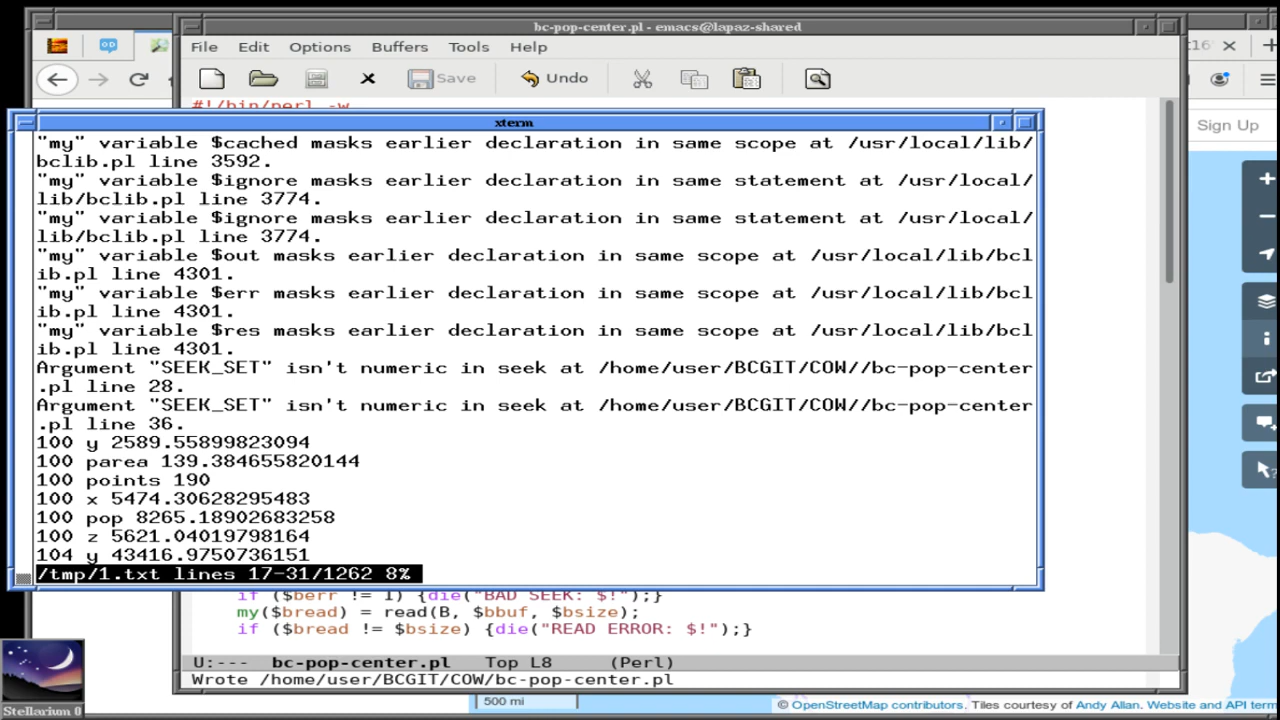 bc-pop-center.pl - emacs@lapaz-shared
File Edit Options Buffers Tools Help
Save Undo
#!/bin/perl -w
Sign Up
xterm
"my" variable $cached masks earlier declaration in same scope at /usr/local/lib/
bclib.pl line 3592.
"my" variable $ignore masks earlier declaration in same statement at /usr/local/
lib/bclib.pl line 3774.
"my" variable $ignore masks earlier declaration in same statement at /usr/local/
lib/bclib.pl line 3774.
"my" variable $out masks earlier declaration in same scope at /usr/local/lib/bcl
ib.pl line 4301.
"my" variable $err masks earlier declaration in same scope at /usr/local/lib/bcl
ib.pl line 4301.
"my" variable $res masks earlier declaration in same scope at /usr/local/lib/bcl
ib.pl line 4301.
Argument "SEEK_SET" isn't numeric in seek at /home/user/BCGIT/COW//bc-pop-center
.pl line 28.
Argument "SEEK_SET" isn't numeric in seek at /home/user/BCGIT/COW//bc-pop-center
.pl line 36.
100 y 2589.55899823094
100 parea 139.384655820144
100 points 190
100 x 5474.30628295483
100 pop 8265.18902683258
100 z 5621.04019798164
104 y 43416.9750736151
/tmp/1.txt lines 17-31/1262 8%
if ($berr != 1) {die("BAD SEEK: $!");}
my($bread) = read(B, $bbuf, $bsize);
if ($bread != $bsize) {die("READ ERROR: $!");}
U:--- bc-pop-center.pl Top L8 (Perl)
Wrote /home/user/BCGIT/COW/bc-pop-center.pl
Stellarium 0
500 mi
© OpenStreetMap contributors. Tiles courtesy of Andy Allan. Website and API term